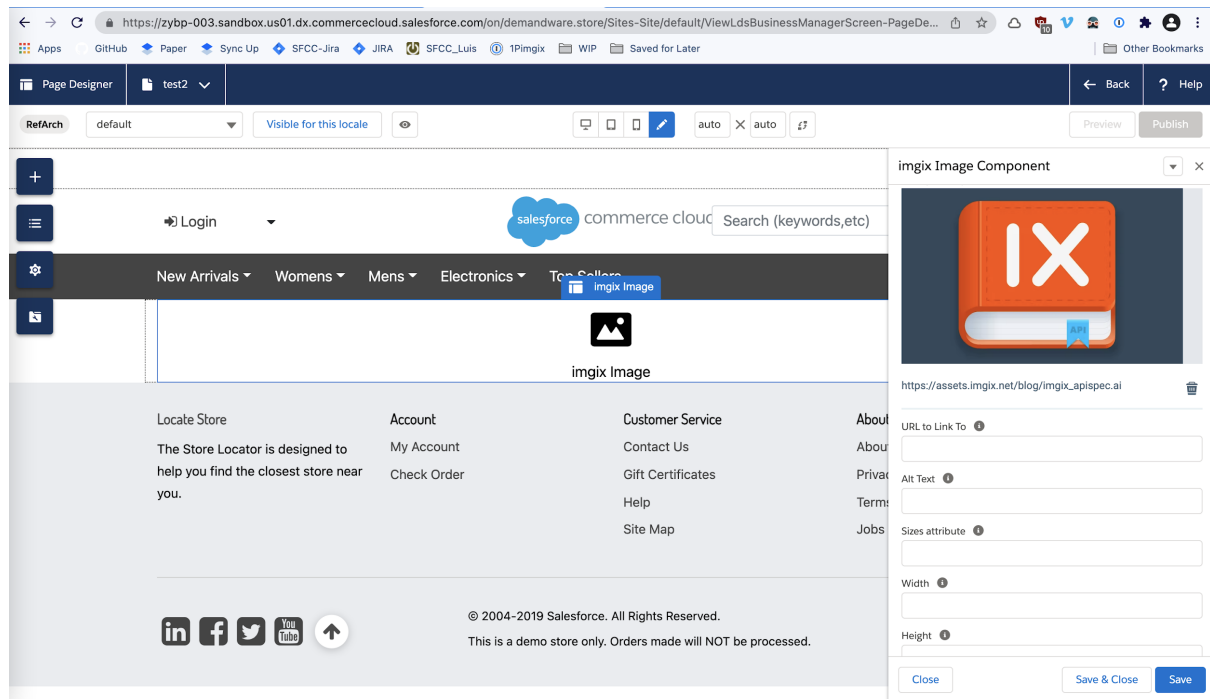 https://zybp-003.sandbox.us01.dx.commercecloud.salesforce.com/on/demandware.store/Sites-Site/default/ViewLdsBusinessManagerScreen-PageDe...
10
Apps GitHub Paper Sync Up SFCC-Jira JIRA SFCC_Luis 1Pimgix WIP Saved for Later Other Bookmarks
Page Designer test2 Back ? Help
RefArch default Visible for this locale auto auto Preview Publish
imgix Image Component
Login
salesforce commerce cloud
Search (keywords,etc)
IX
API
New Arrivals Womens Mens Electronics Top Sellers
imgix Image
imgix Image
https://assets.imgix.net/blog/imgix_apispec.ai
URL to Link To
Alt Text
Sizes attribute
Width
Height
Close Save & Close Save
Locate Store
The Store Locator is designed to
help you find the closest store near
you.
Account
My Account
Check Order
Customer Service
Contact Us
Gift Certificates
Help
Site Map
About
Abou
Privac
Terms
Jobs
in f You Tube
© 2004-2019 Salesforce. All Rights Reserved.
This is a demo store only. Orders made will NOT be processed.